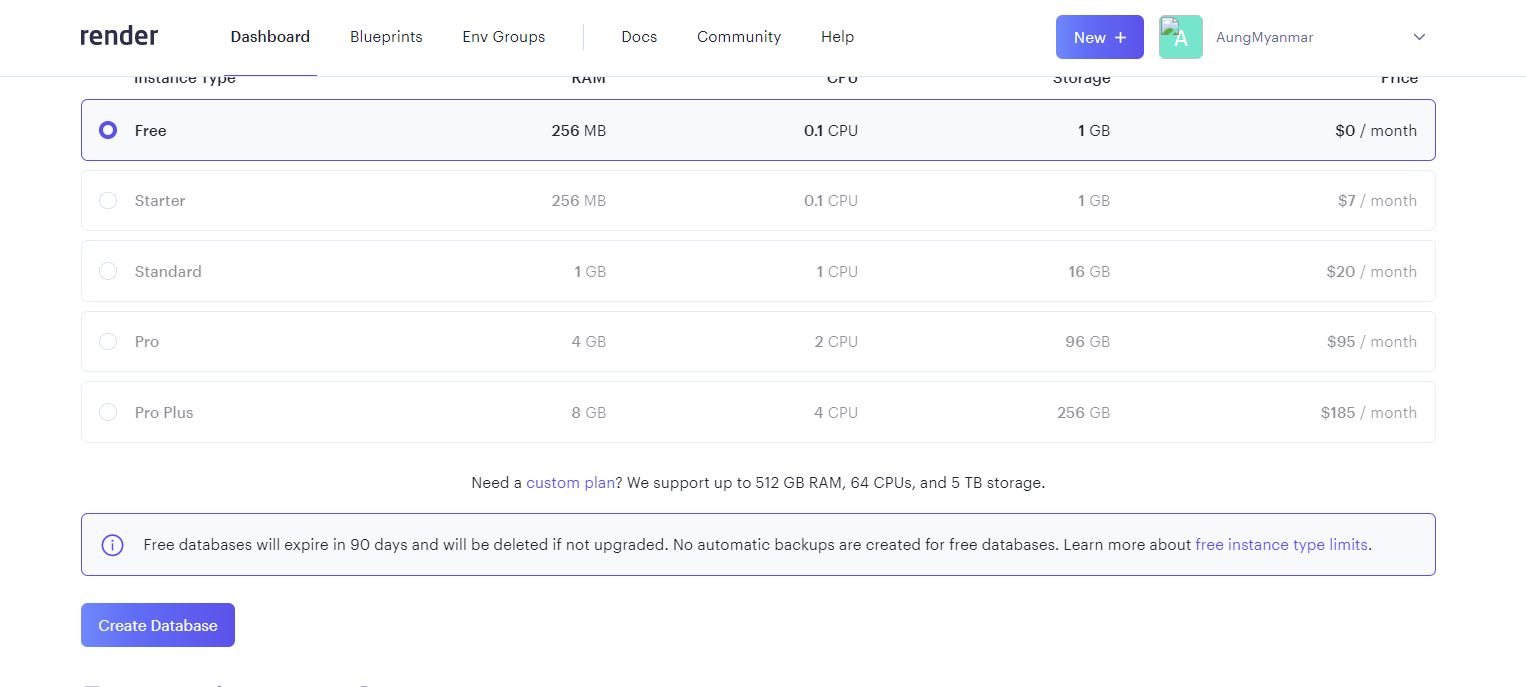 render Dashboard Blueprints Env Groups Docs Community Help New + A AungMyanmar
Instance Type RAM CPU Storage Price
Free 256 MB 0.1 CPU 1 GB $0 / month
Starter 256 MB 0.1 CPU 1 GB $7 / month
Standard 1 GB 1 CPU 16 GB $20 / month
Pro 4 GB 2 CPU 96 GB $95 / month
Pro Plus 8 GB 4 CPU 256 GB $185 / month
Need a custom plan? We support up to 512 GB RAM, 64 CPUs, and 5 TB storage.
Free databases will expire in 90 days and will be deleted if not upgraded. No automatic backups are created for free databases. Learn more about free instance type limits.
Create Database